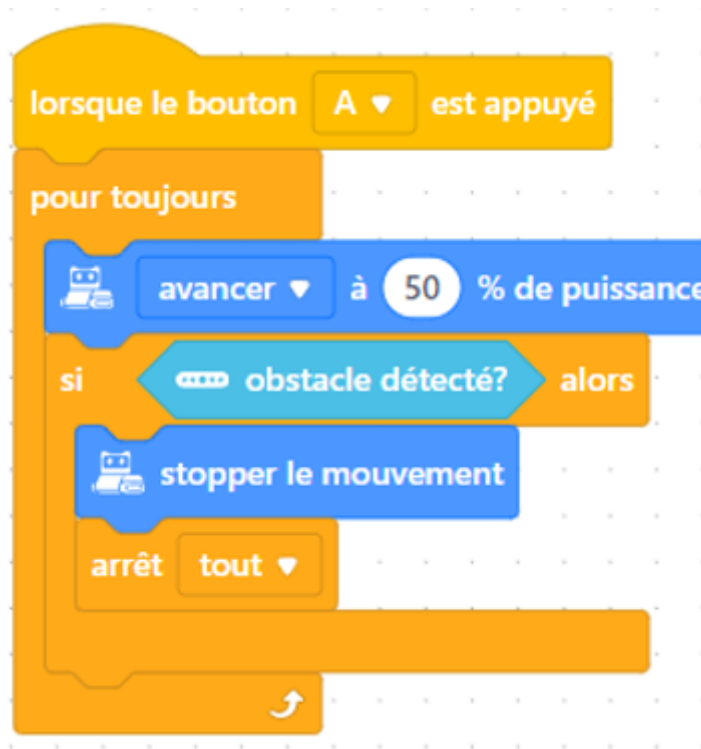 lorsque le bouton A est appuyé
pour toujours
avancer à 50 % de puissance
si obstacle détecté? alors
stopper le mouvement
arrêt tout